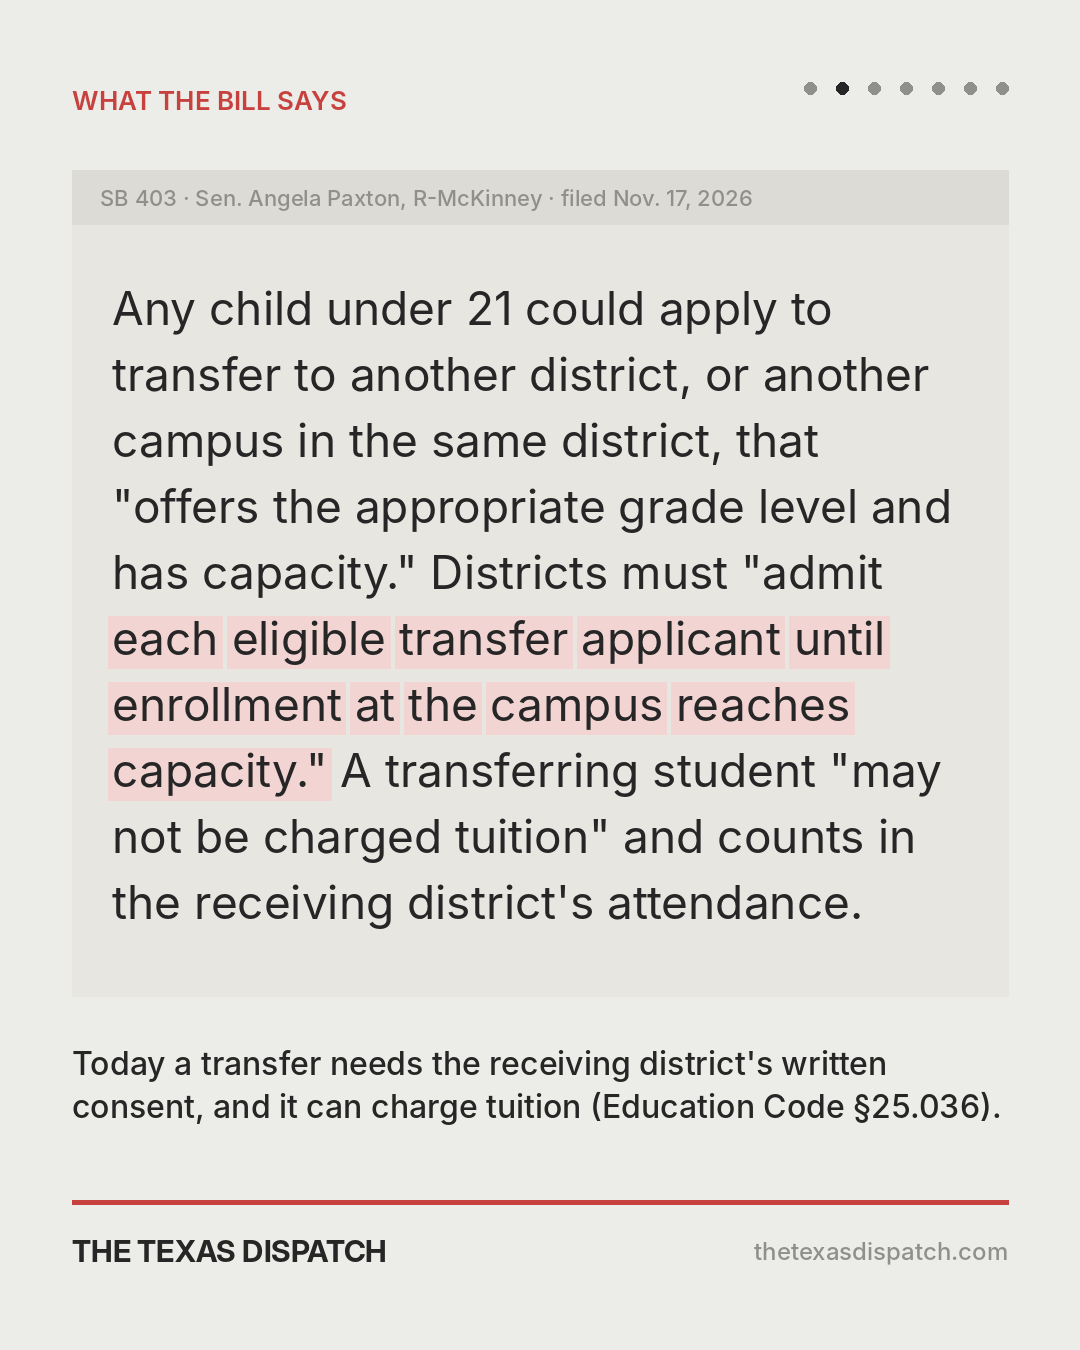 WHAT THE BILL SAYS
SB 403 · Sen. Angela Paxton, R-McKinney · filed Nov. 17, 2026
Any child under 21 could apply to
transfer to another district, or another
campus in the same district, that
"offers the appropriate grade level and
has capacity." Districts must "admit
each eligible transfer applicant until
enrollment at the campus reaches
capacity." A transferring student "may
not be charged tuition" and counts in
the receiving district's attendance.
Today a transfer needs the receiving district's written
consent, and it can charge tuition (Education Code §25.036).
THE TEXAS DISPATCH
thetexasdispatch.com